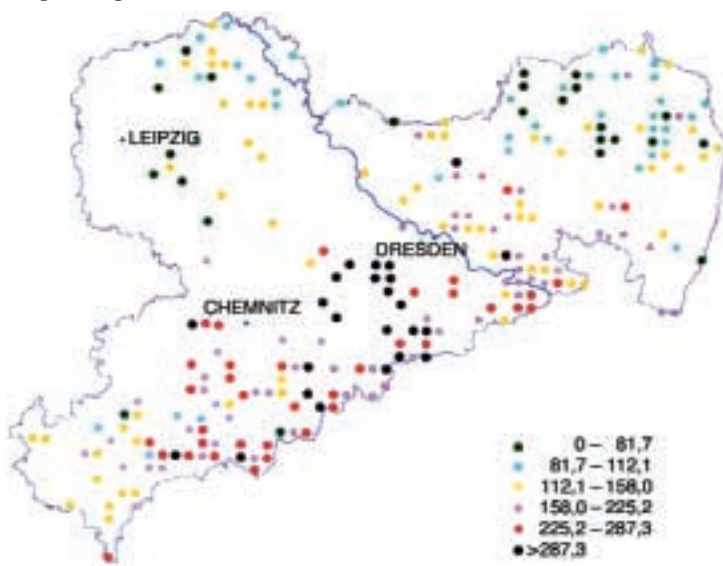 LEIPZIG
DRESDEN
CHEMNITZ
0 – 81,7
81,7 – 112,1
112,1 – 158,0
158,0 – 225,2
225,2 – 287,3
>287,3